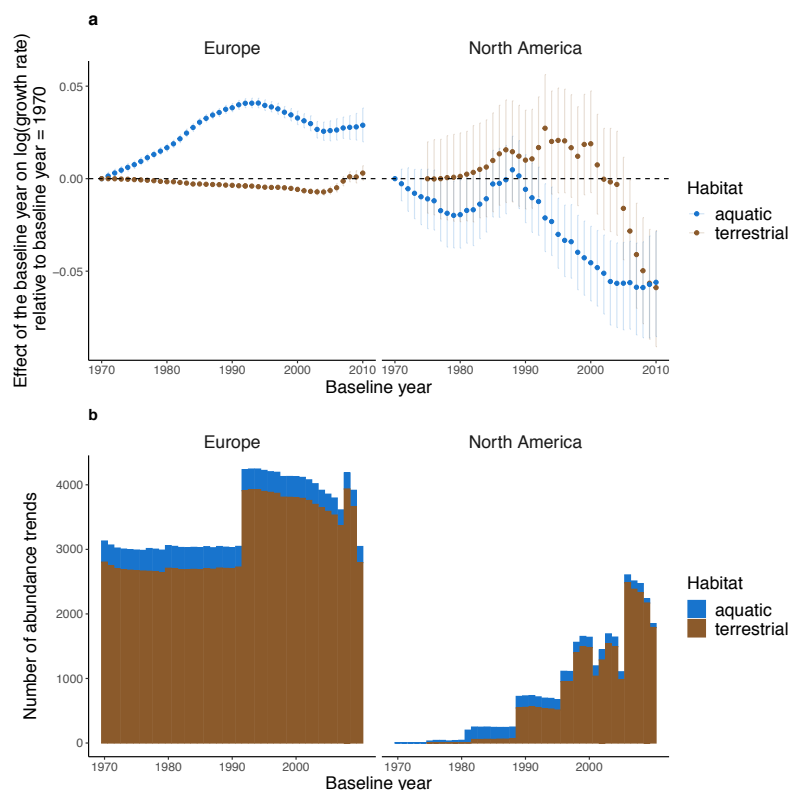 a
Europe
North America
Effect of the baseline year on log(growth rate)
relative to baseline year = 1970
0.05
0.00
−0.05
1970
1980
1990
2000
2010
1970
1980
1990
2000
2010
Baseline year
Habitat
aquatic
terrestrial
b
Europe
North America
Number of abundance trends
4000
3000
2000
1000
0
1970
1980
1990
2000
1970
1980
1990
2000
Baseline year
Habitat
aquatic
terrestrial